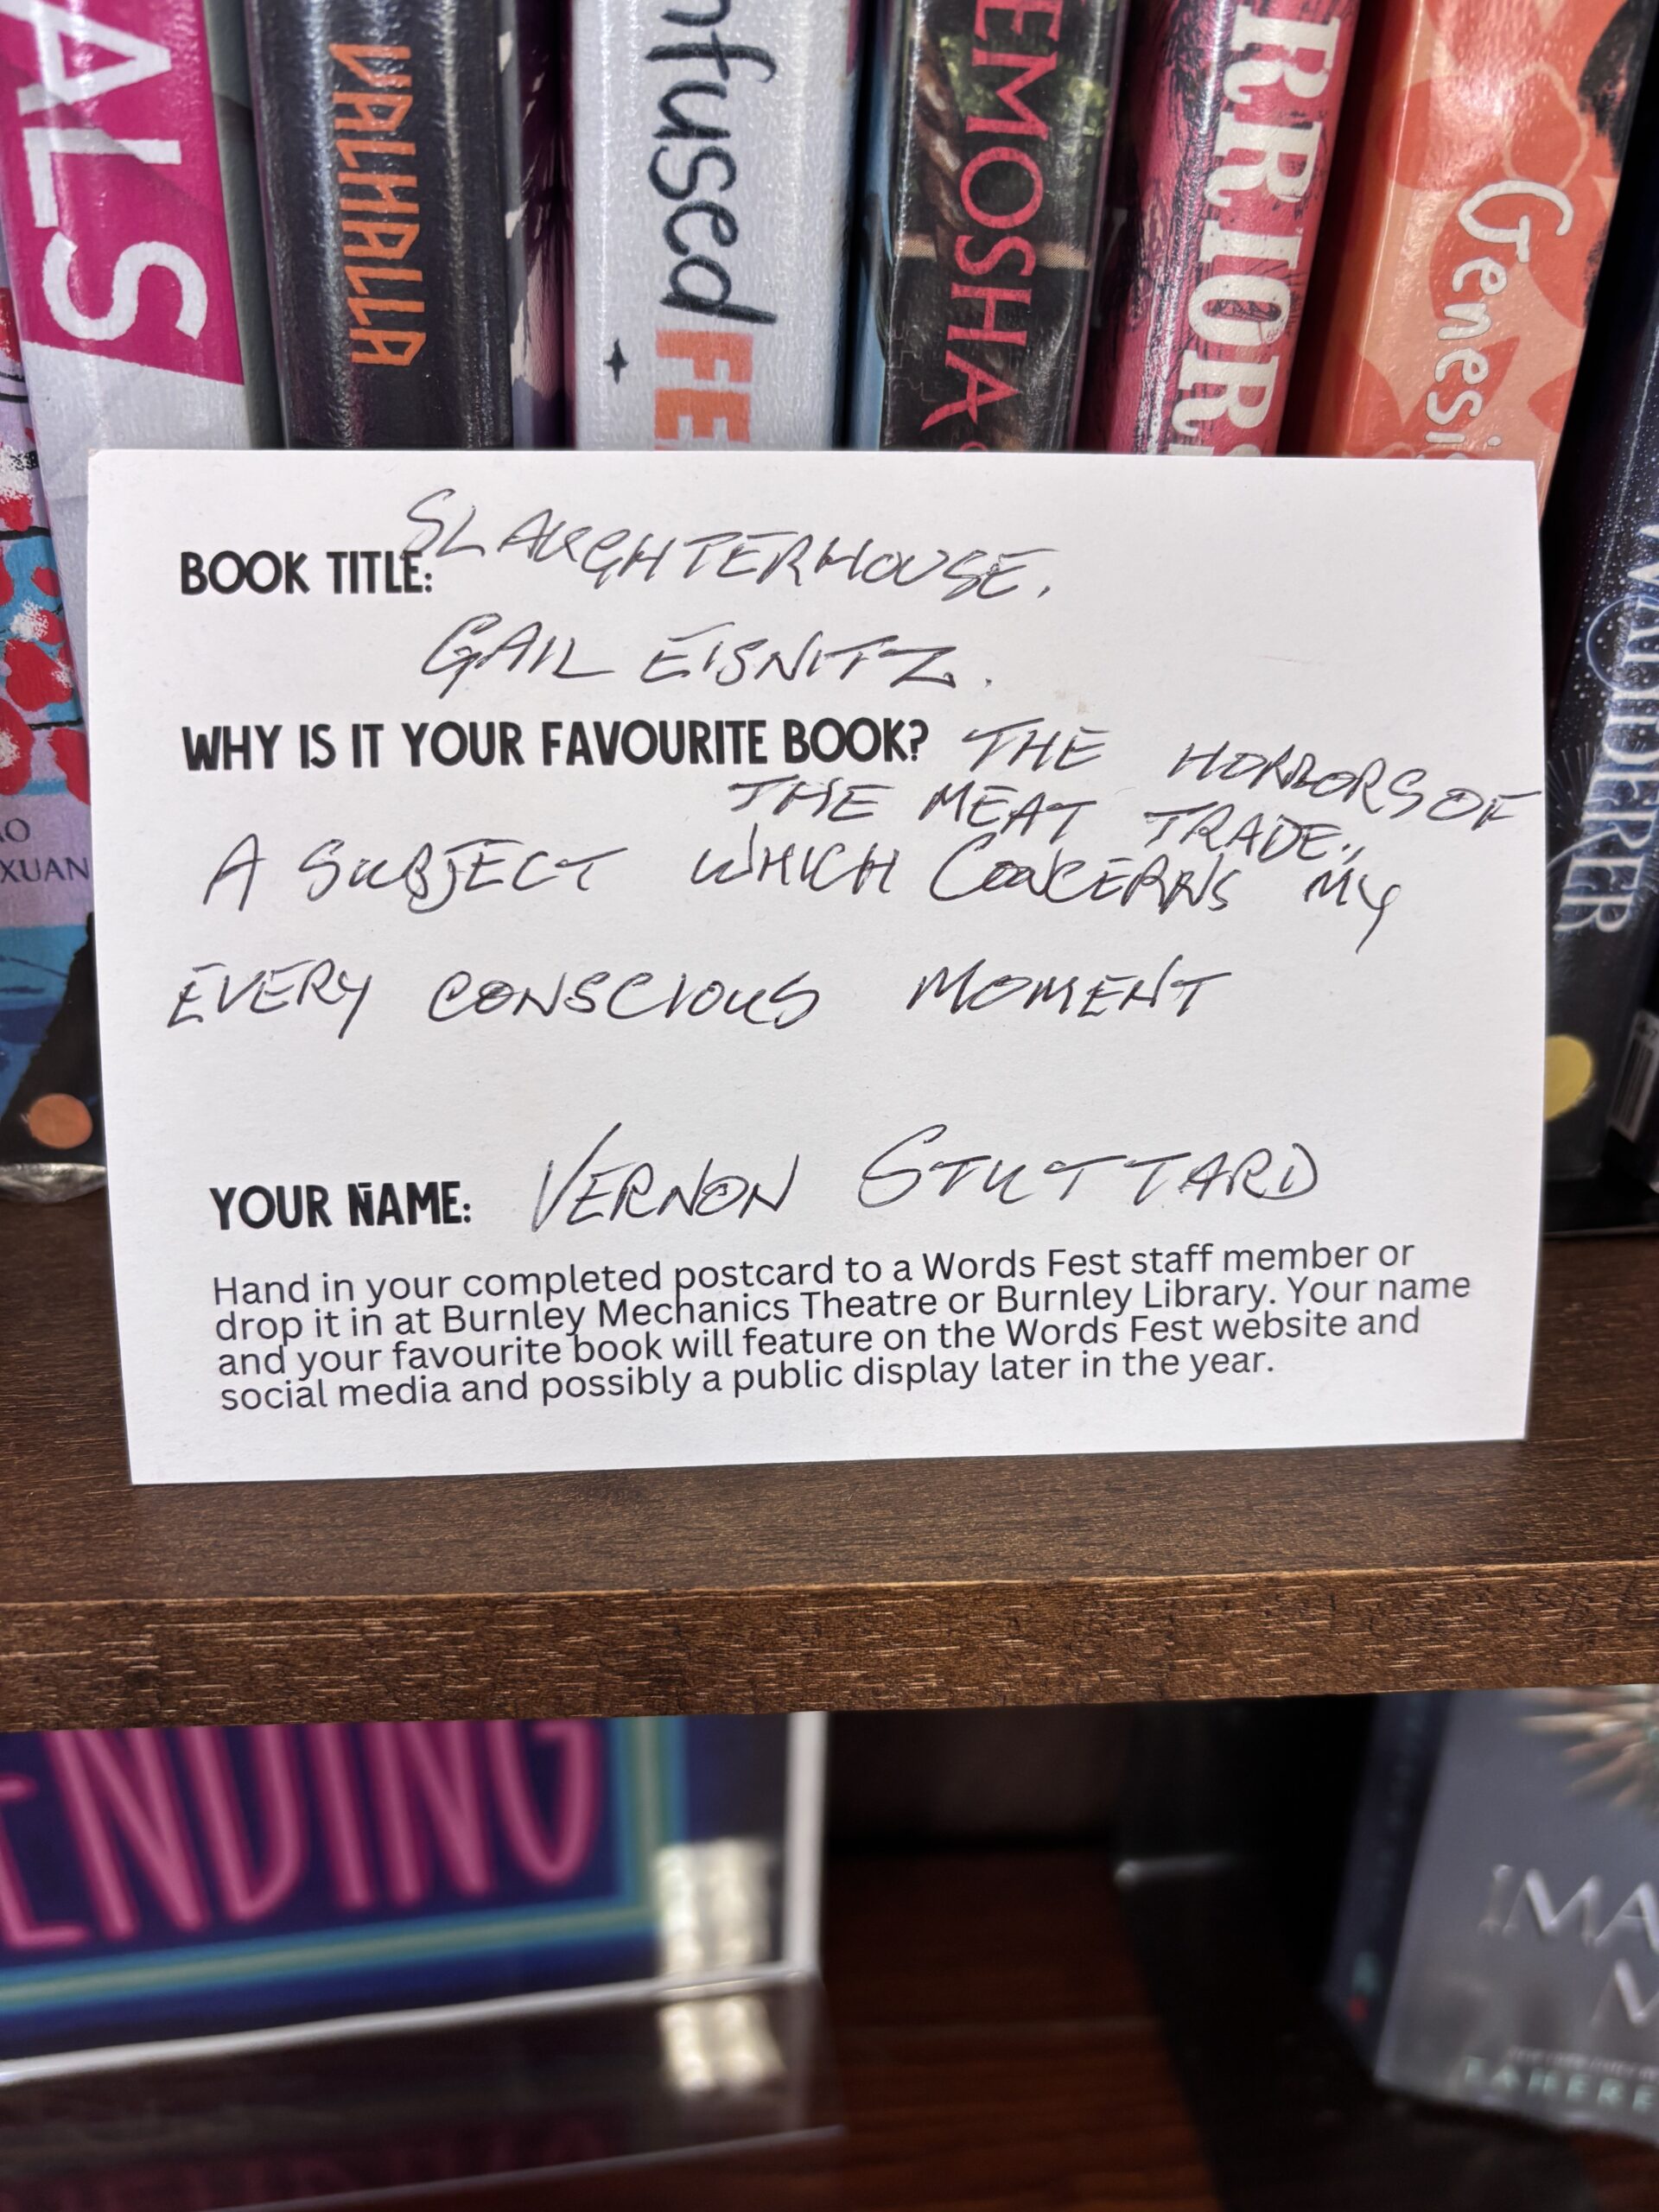 ALS
VALHALLA
nfused FE
EMOSHA
RRIORS
Genesis
WANDERER
XUAN
SLAUGHTERHOUSE.
BOOK TITLE:
GAIL EISNITZ.
WHY IS IT YOUR FAVOURITE BOOK? THE HORRORS OF
THE MEAT TRADE..
A SUBJECT WHICH CONCERNS MY
EVERY CONSCIOUS MOMENT
YOUR NAME: VERNON STUTTARD
Hand in your completed postcard to a Words Fest staff member or
drop it in at Burnley Mechanics Theatre or Burnley Library. Your name
and your favourite book will feature on the Words Fest website and
social media and possibly a public display later in the year.
ENDING
IMA
M
TAHERE